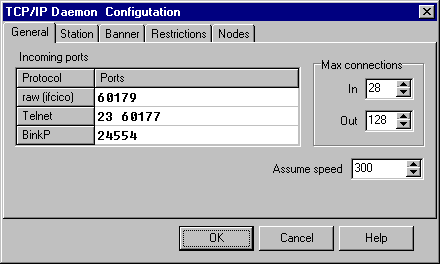 TCP/IP Daemon Configutation
General Station Banner Restrictions Nodes
Incoming ports
Protocol Ports
raw (ifcico) 60179
Telnet 23 60177
BinkP 24554
Max connections
In 28
Out 128
Assume speed 300
OK Cancel Help